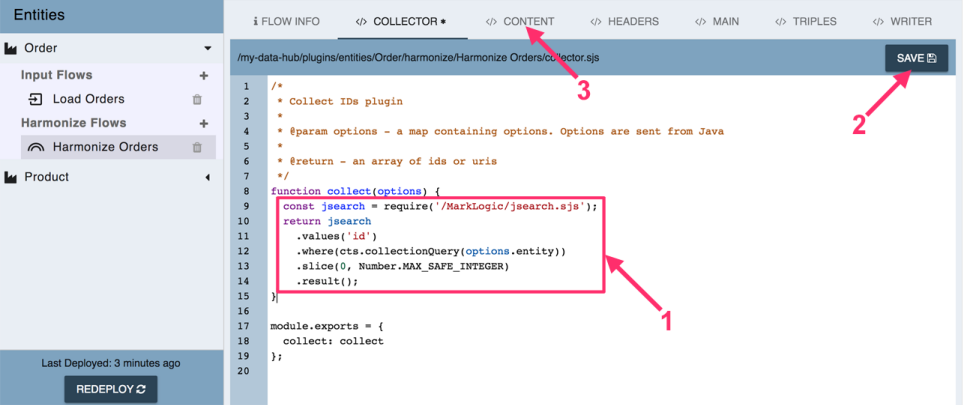 Entities
Order
Input Flows +
Load Orders
Harmonize Flows +
Harmonize Orders
Product
Last Deployed: 3 minutes ago
REDEPLOY
FLOW INFO COLLECTOR * CONTENT HEADERS MAIN TRIPLES WRITER
/my-data-hub/plugins/entities/Order/harmonize/Harmonize Orders/collector.sjs
SAVE
1 /*
2  * Collect IDs plugin
3  *
4  * @param options - a map containing options. Options are sent from Java
5  *
6  * @return - an array of ids or uris
7  */
8 function collect(options) {
9   const jsearch = require('/MarkLogic/jsearch.sjs');
10   return jsearch
11     .values('id')
12     .where(cts.collectionQuery(options.entity))
13     .slice(0, Number.MAX_SAFE_INTEGER)
14     .result();
15 }
16
17 module.exports = {
18   collect: collect
19 };
20
1
2
3